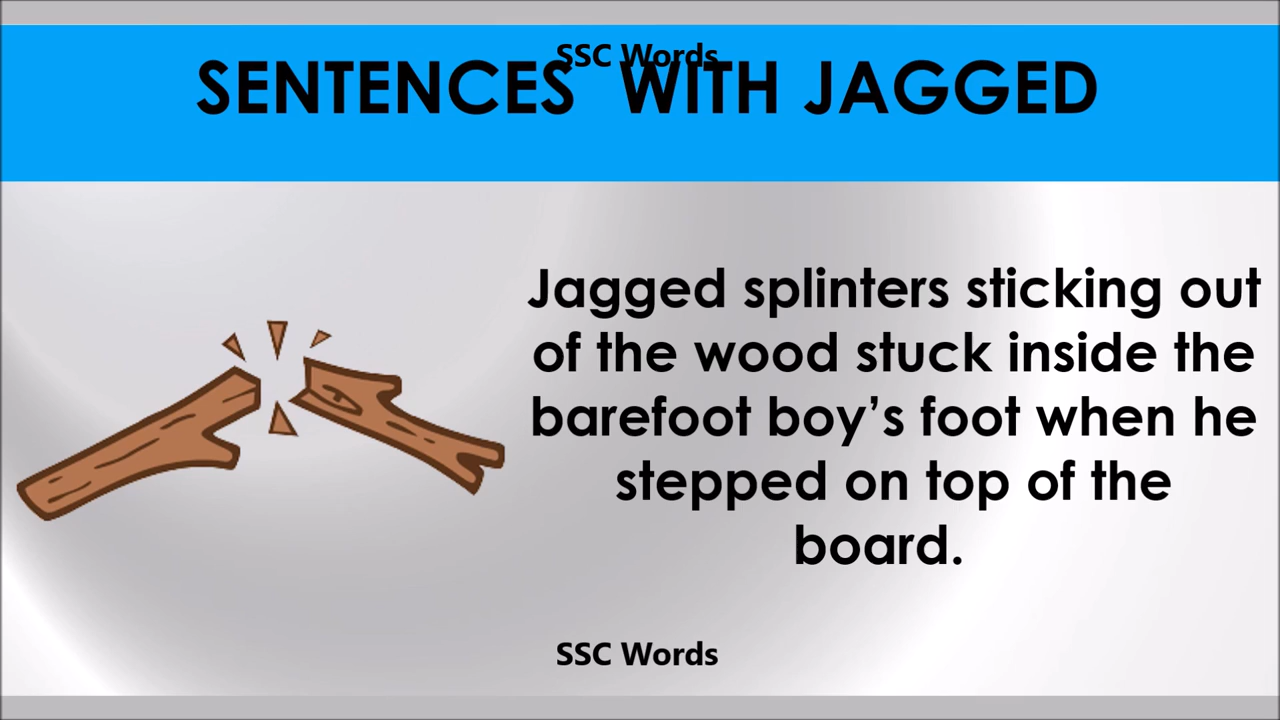 SSC Words
SENTENCES WITH JAGGED
Jagged splinters sticking out
of the wood stuck inside the
barefoot boy’s foot when he
stepped on top of the
board.
SSC Words